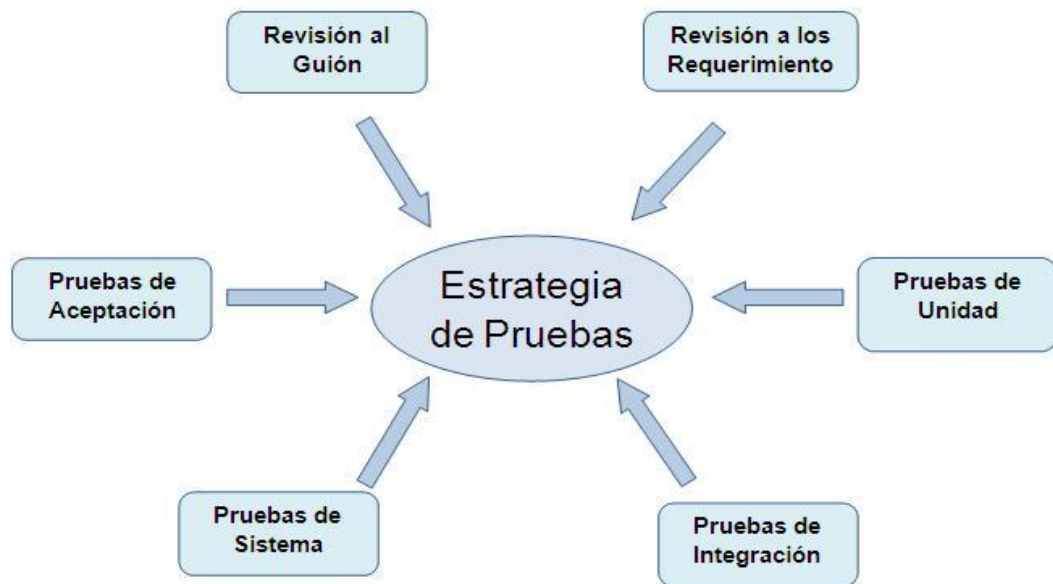 Revisión al
Guión
Revisión a los
Requerimiento
Pruebas de
Aceptación
Estrategia
de Pruebas
Pruebas de
Unidad
Pruebas de
Sistema
Pruebas de
Integración